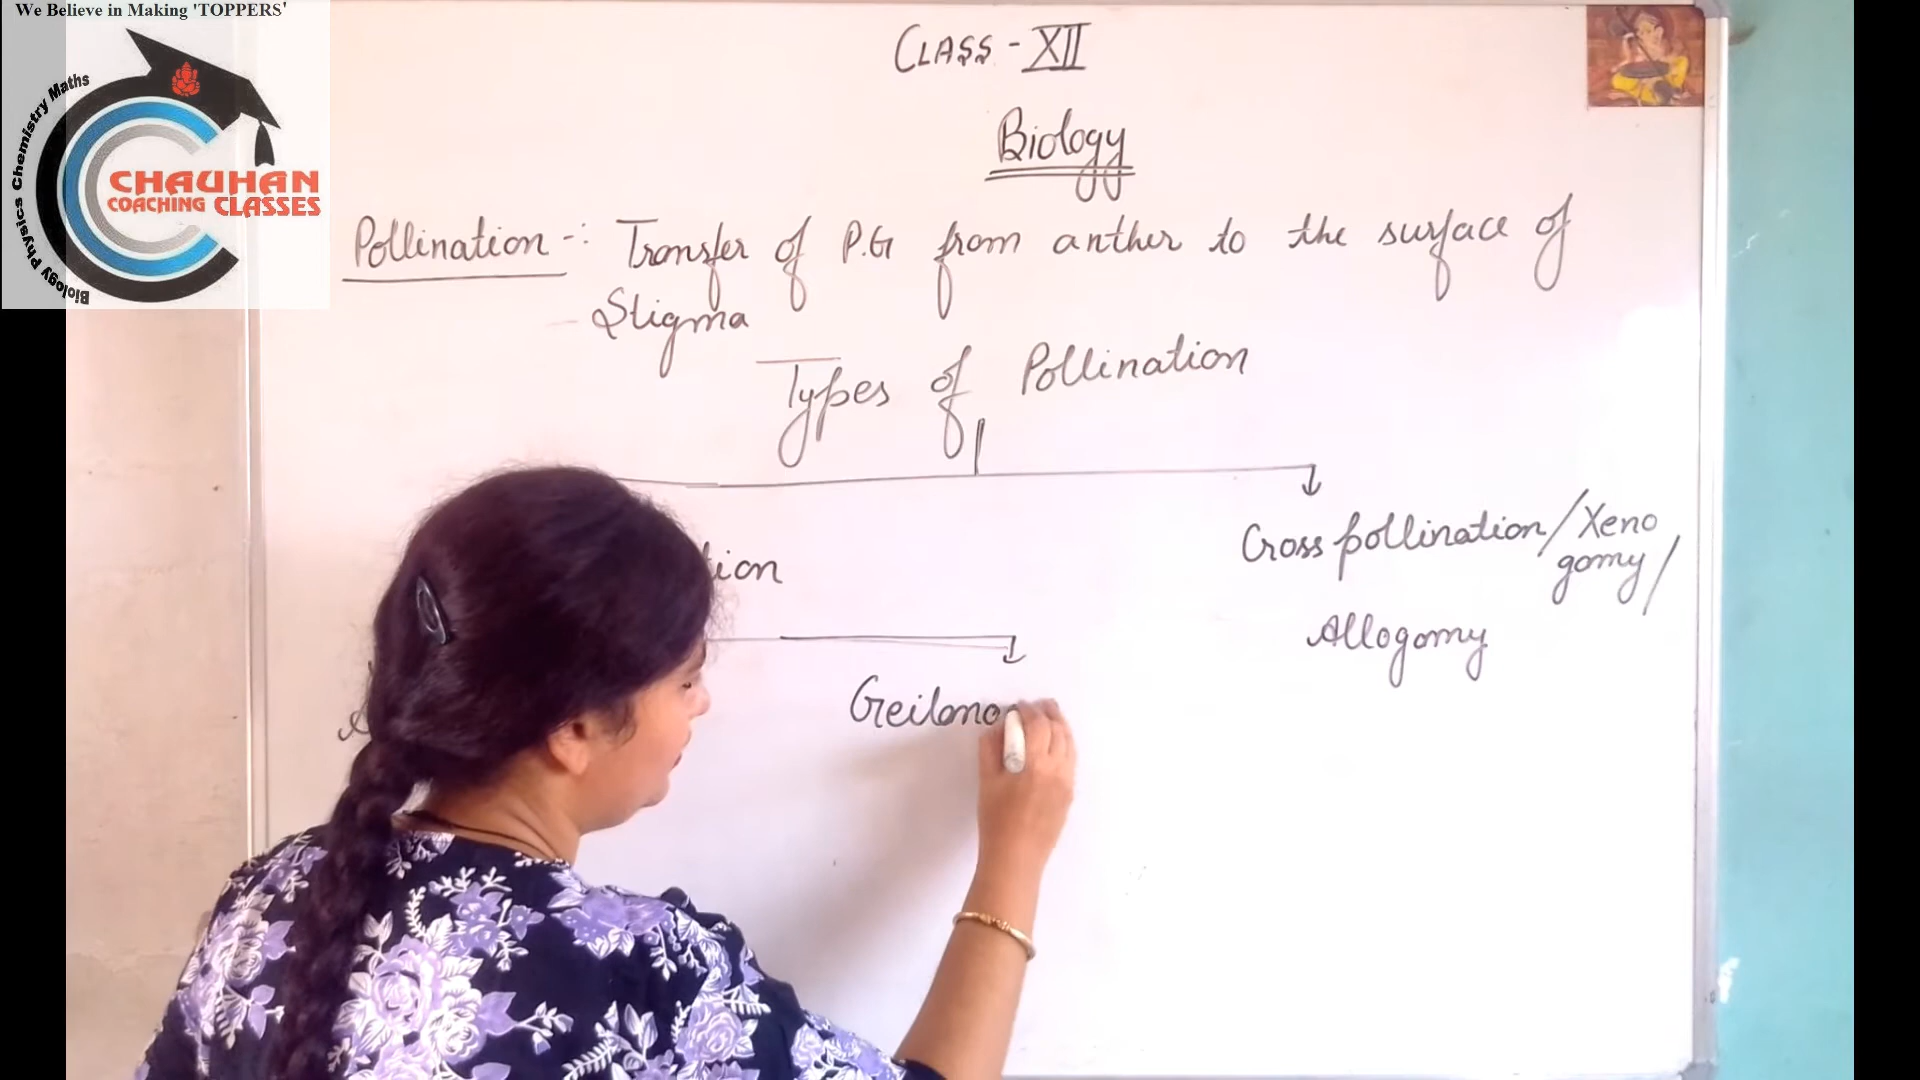 We Believe in Making 'TOPPERS'
Biology Physics Chemistry Maths
CHAUHAN
COACHING CLASSES
CLASS - XII
Biology
Pollination -: Transfer of P.G from anther to the surface of
Stigma
Types of Pollination
Cross pollination / Xeno
gamy /
Allogamy
tion
Geitono